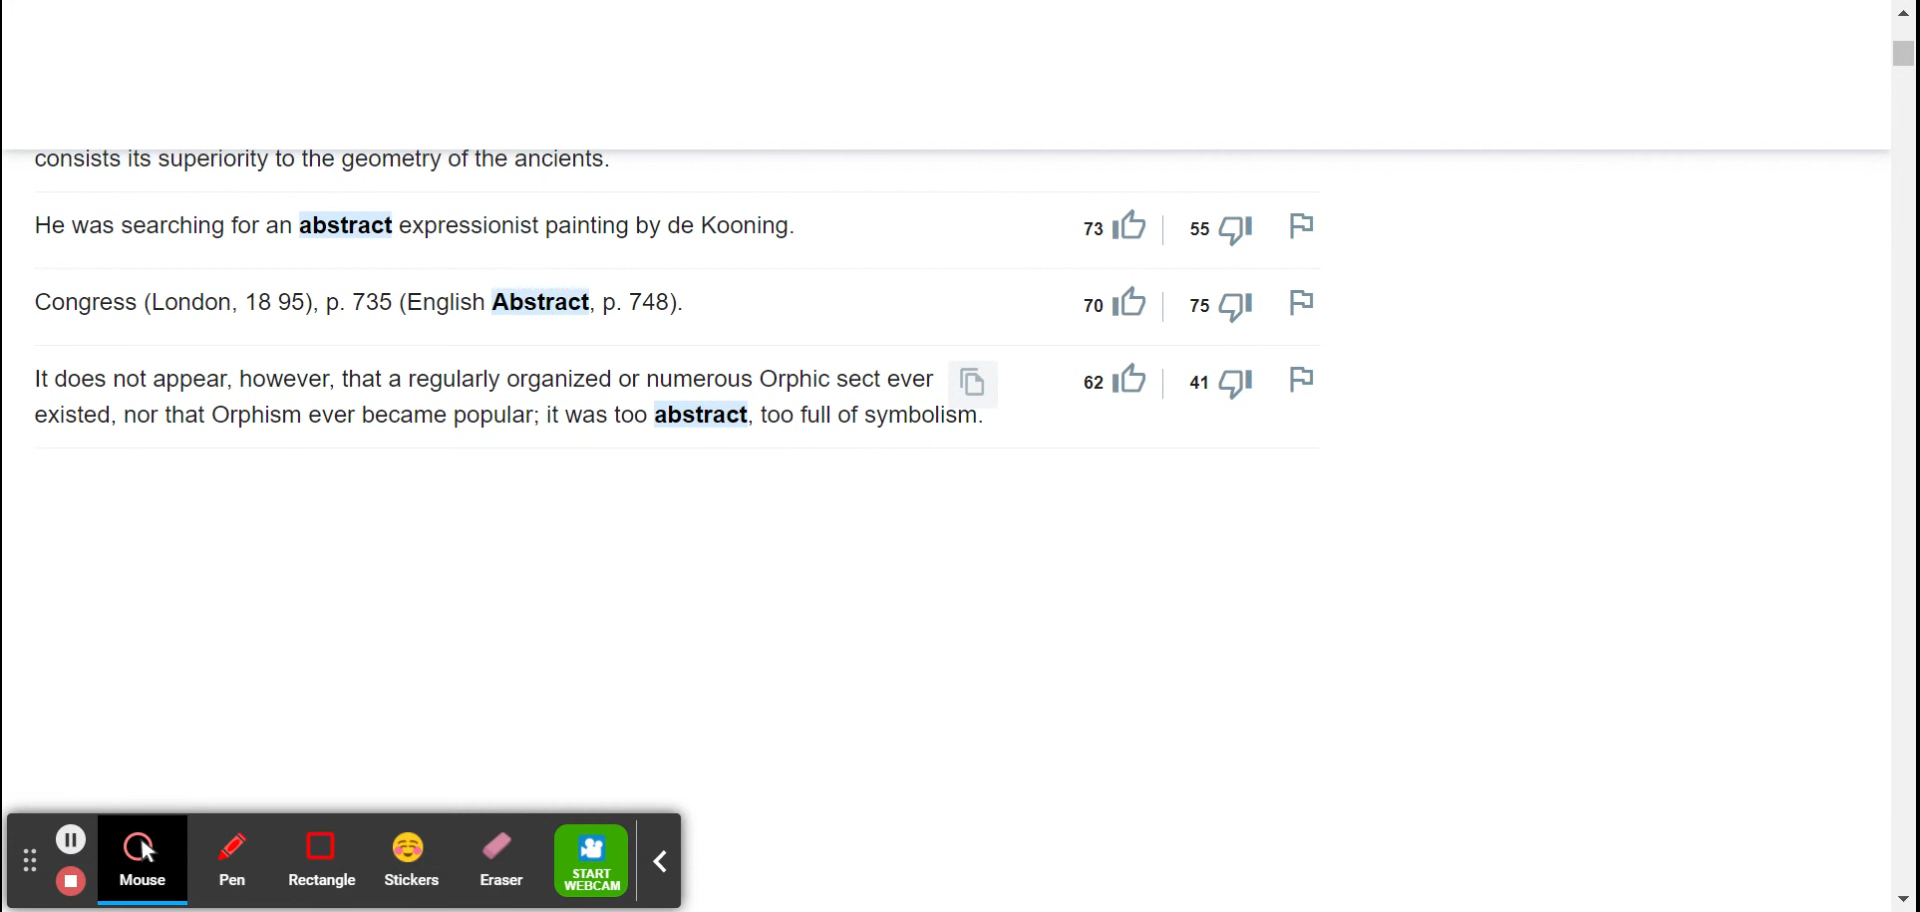 consists its superiority to the geometry of the ancients.
He was searching for an abstract expressionist painting by de Kooning.
73
55
Congress (London, 18 95), p. 735 (English Abstract, p. 748).
70
75
It does not appear, however, that a regularly organized or numerous Orphic sect ever
existed, nor that Orphism ever became popular; it was too abstract, too full of symbolism.
62
41
Mouse
Pen
Rectangle
Stickers
Eraser
START
WEBCAM